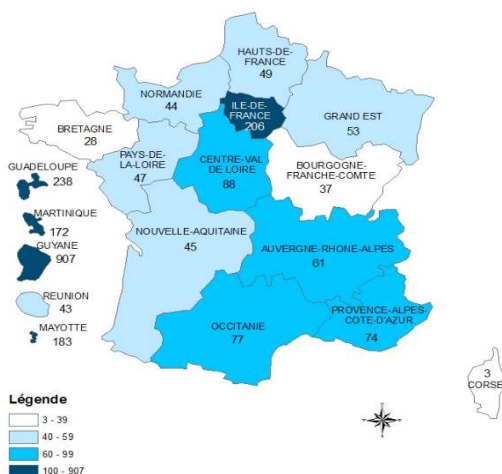 HAUTS-DE-
FRANCE
49
NORMANDIE
44
ILE-DE-
FRANCE
206
GRAND EST
53
BRETAGNE
28
PAYS-DE-
LA-LOIRE
47
CENTRE-VAL
DE LOIRE
88
BOURGOGNE-
FRANCHE-COMTE
37
GUADELOUPE
238
MARTINIQUE
172
GUYANE
907
NOUVELLE-AQUITAINE
45
AUVERGNE-RHONE-ALPES
61
REUNION
43
MAYOTTE
183
OCCITANIE
77
PROVENCE-ALPES
COTE-D'AZUR
74
3
CORSE
Légende
3 - 39
40 - 59
60 - 99
100 - 907